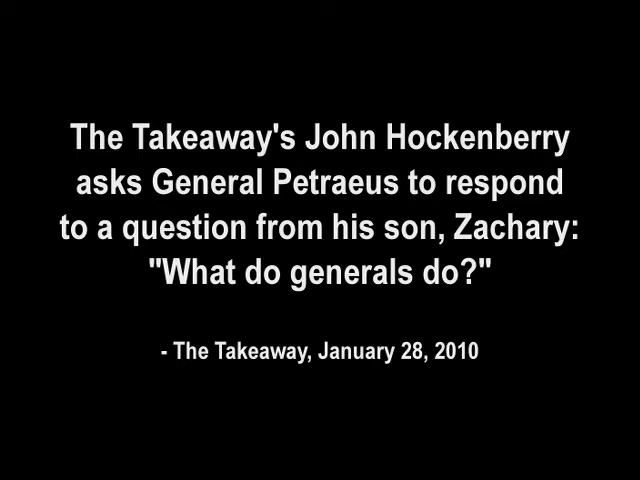 The Takeaway's John Hockenberry
asks General Petraeus to respond
to a question from his son, Zachary:
"What do generals do?"
- The Takeaway, January 28, 2010